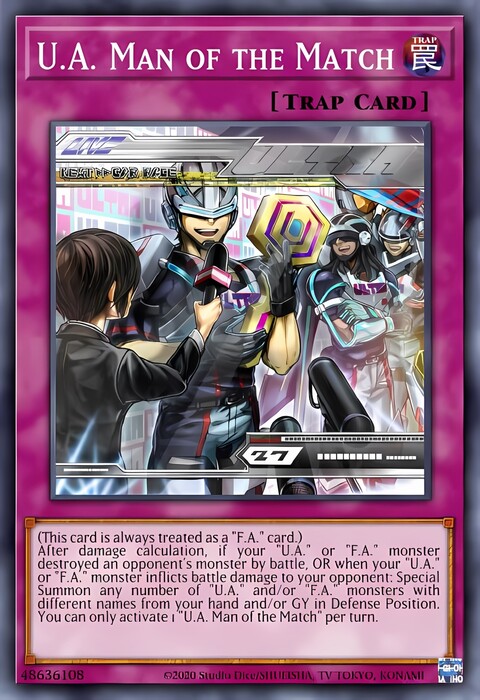 U.A. MAN OF THE MATCH
TRAP
罠
[TRAP CARD]
LIVE
ULTRA
27
(This card is always treated as a "F.A." card.)
After damage calculation, if your "U.A." or "F.A." monster
destroyed an opponent's monster by battle, OR when your "U.A."
or "F.A." monster inflicts battle damage to your opponent: Special
Summon any number of "U.A." and/or "F.A." monsters with
different names from your hand and/or GY in Defense Position.
You can only activate 1 "U.A. Man of the Match" per turn.
48636108
©2020 Studio Dice/SHUEISHA, TV TOKYO, KONAMI